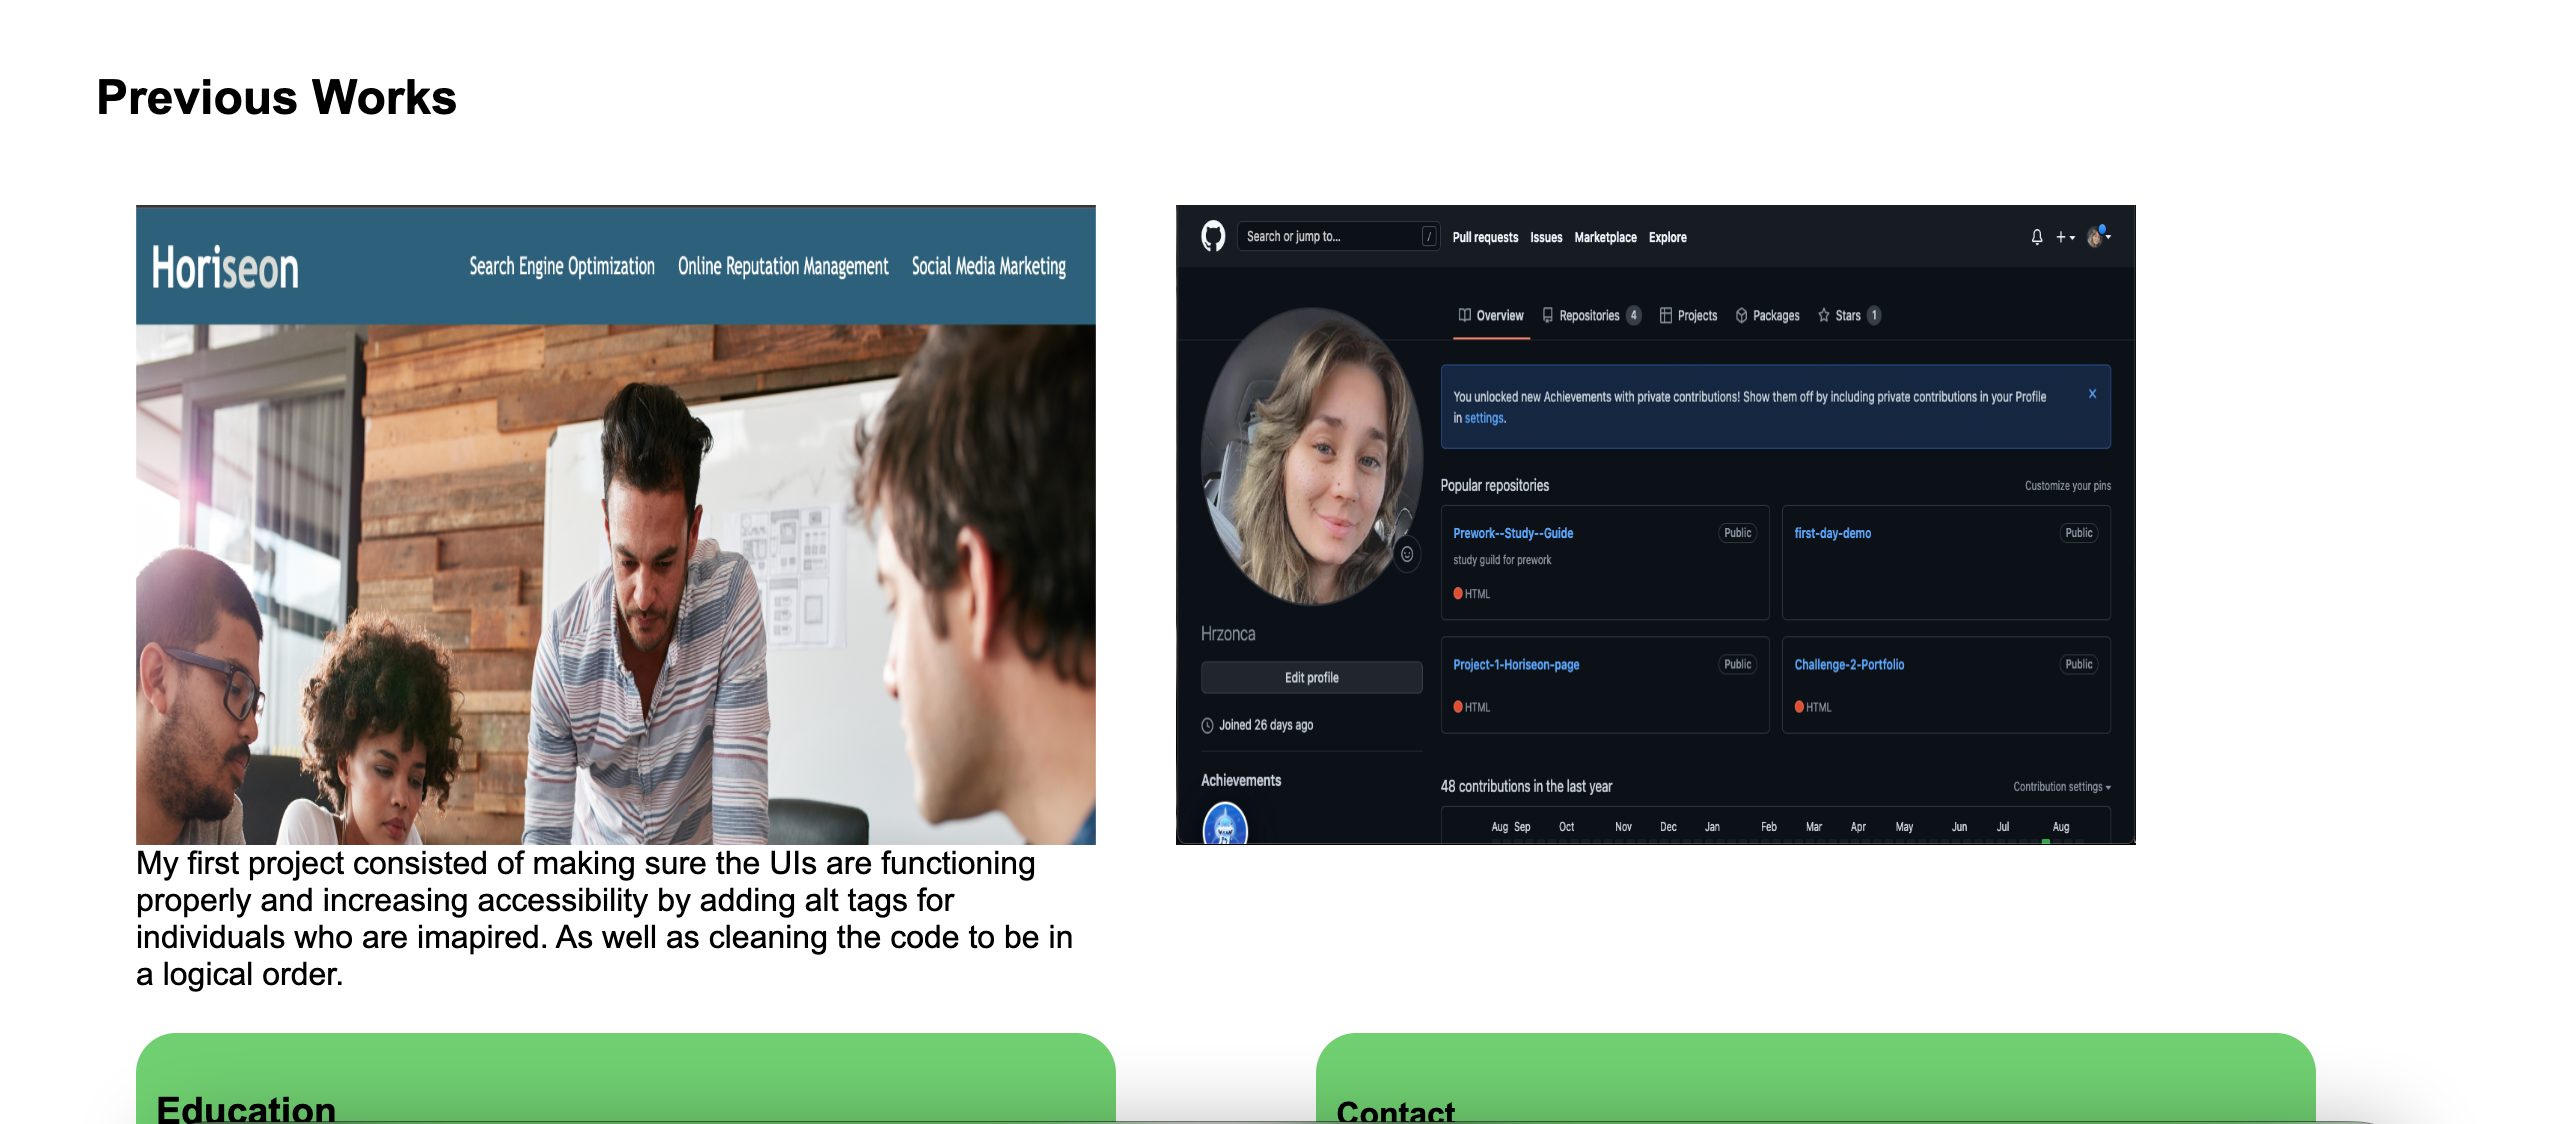 Previous Works
Horiseon
Search Engine Optimization Online Reputation Management Social Media Marketing
My first project consisted of making sure the UIs are functioning
properly and increasing accessibility by adding alt tags for
individuals who are imapired. As well as cleaning the code to be in
a logical order.
Search or jump to... /
Pull requests Issues Marketplace Explore
Overview Repositories 4 Projects Packages Stars 1
You unlocked new Achievements with private contributions! Show them off by including private contributions in your Profile
in settings.
Popular repositories
Customize your pins
Prework--Study--Guide Public
study guild for prework
HTML
first-day-demo Public
Project-1-Horiseon-page Public
HTML
Challenge-2-Portfolio Public
HTML
Hrzonca
Edit profile
Joined 26 days ago
Achievements
48 contributions in the last year
Contribution settings
Aug Sep Oct Nov Dec Jan Feb Mar Apr May Jun Jul Aug
Education
Contact